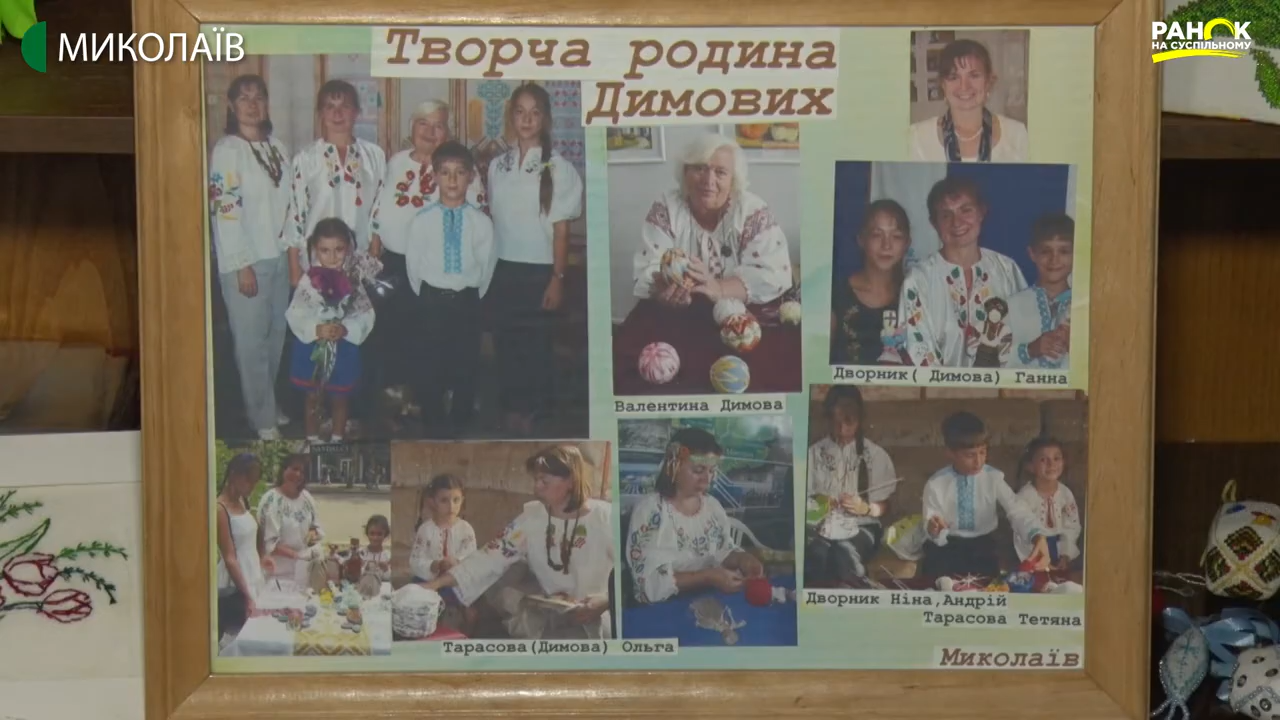 МИКОЛАЇВ
РАНОК
НА СУСПІЛЬНОМУ
Творча родина
Димових
Дворник( Димова) Ганна
Валентина Димова
Дворник Ніна,Андрій
Тарасова Тетяна
Тарасова(Димова) Ольга
Миколаїв